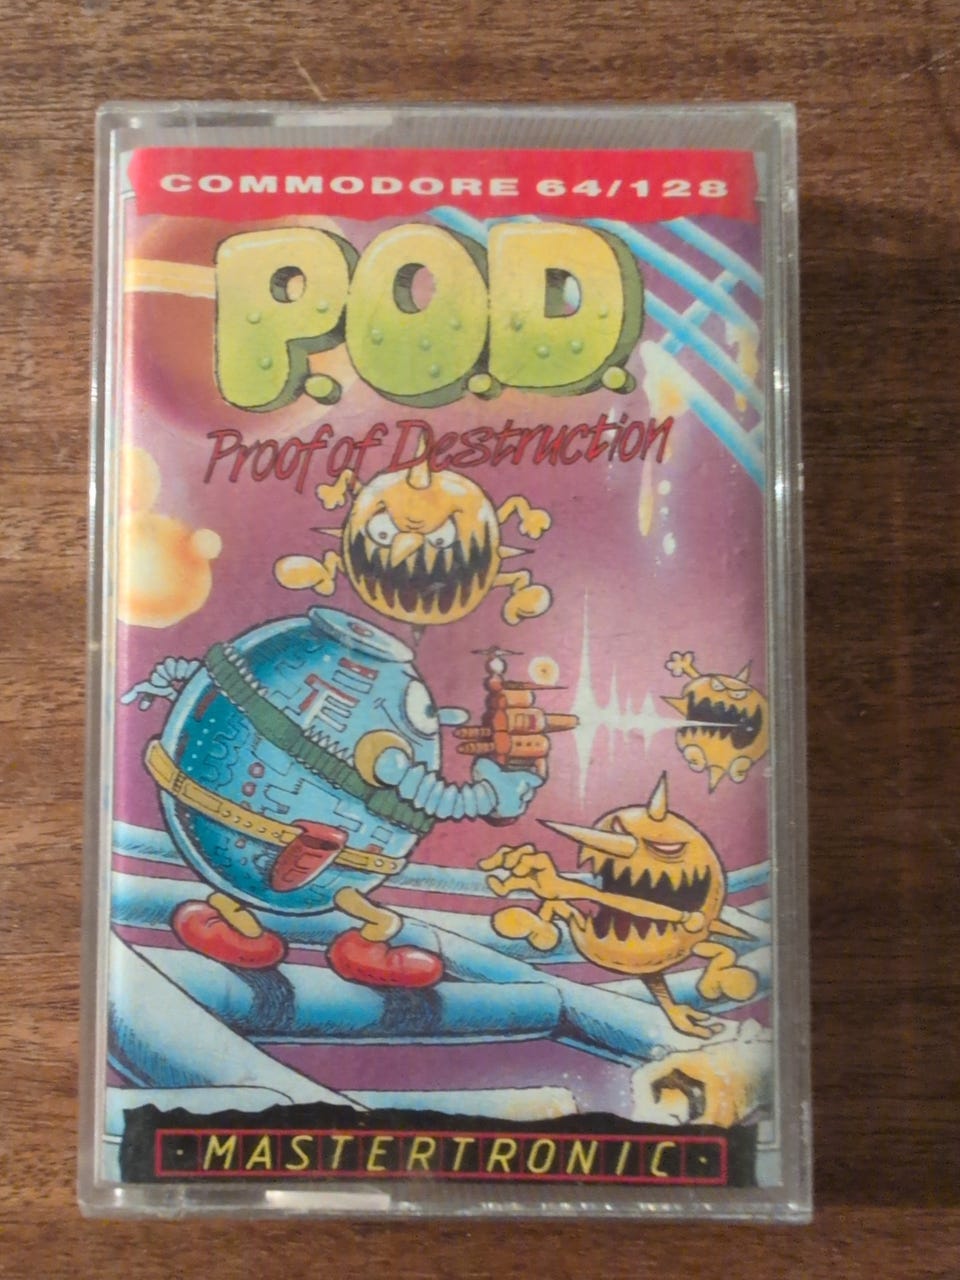 COMMODORE 64/128
P.O.D.
Proof of Destruction
· MASTERTRONIC ·